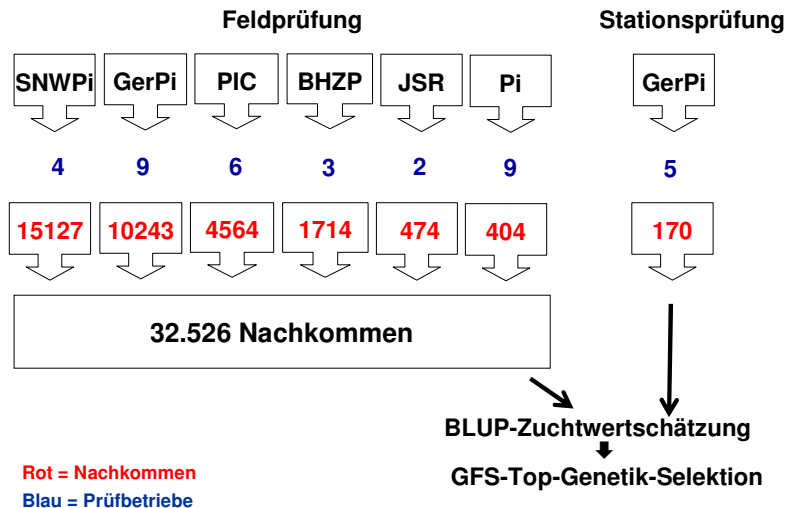 Feldprüfung Stationsprüfung
SNWPi GerPi PIC BHZP JSR Pi GerPi
4 9 6 3 2 9 5
15127 10243 4564 1714 474 404 170
32.526 Nachkommen
BLUP-Zuchtwertschätzung
GFS-Top-Genetik-Selektion
Rot = Nachkommen
Blau = Prüfbetriebe